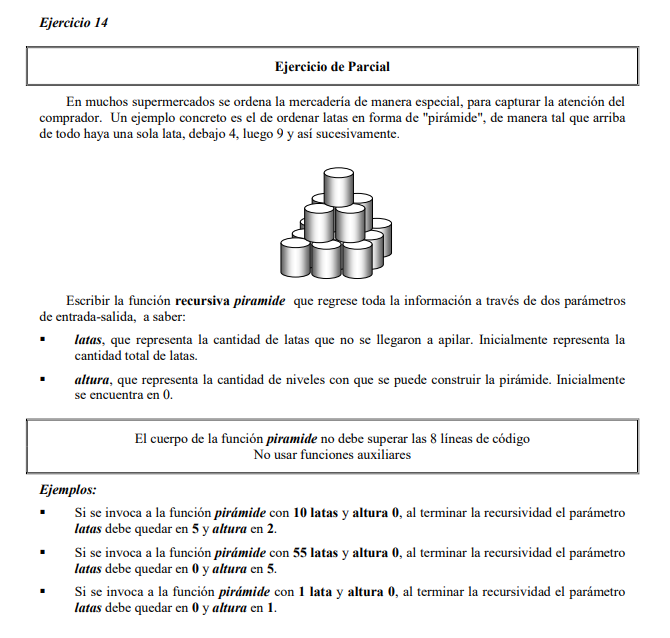 Ejercicio 14
Ejercicio de Parcial
En muchos supermercados se ordena la mercadería de manera especial, para capturar la atención del
comprador. Un ejemplo concreto es el de ordenar latas en forma de "pirámide", de manera tal que arriba
de todo haya una sola lata, debajo 4, luego 9 y así sucesivamente.
Escribir la función recursiva piramide que regrese toda la información a través de dos parámetros
de entrada-salida, a saber:
▪ latas, que representa la cantidad de latas que no se llegaron a apilar. Inicialmente representa la
cantidad total de latas.
▪ altura, que representa la cantidad de niveles con que se puede construir la pirámide. Inicialmente
se encuentra en 0.
El cuerpo de la función piramide no debe superar las 8 líneas de código
No usar funciones auxiliares
Ejemplos:
▪ Si se invoca a la función pirámide con 10 latas y altura 0, al terminar la recursividad el parámetro
latas debe quedar en 5 y altura en 2.
▪ Si se invoca a la función pirámide con 55 latas y altura 0, al terminar la recursividad el parámetro
latas debe quedar en 0 y altura en 5.
▪ Si se invoca a la función pirámide con 1 lata y altura 0, al terminar la recursividad el parámetro
latas debe quedar en 0 y altura en 1.